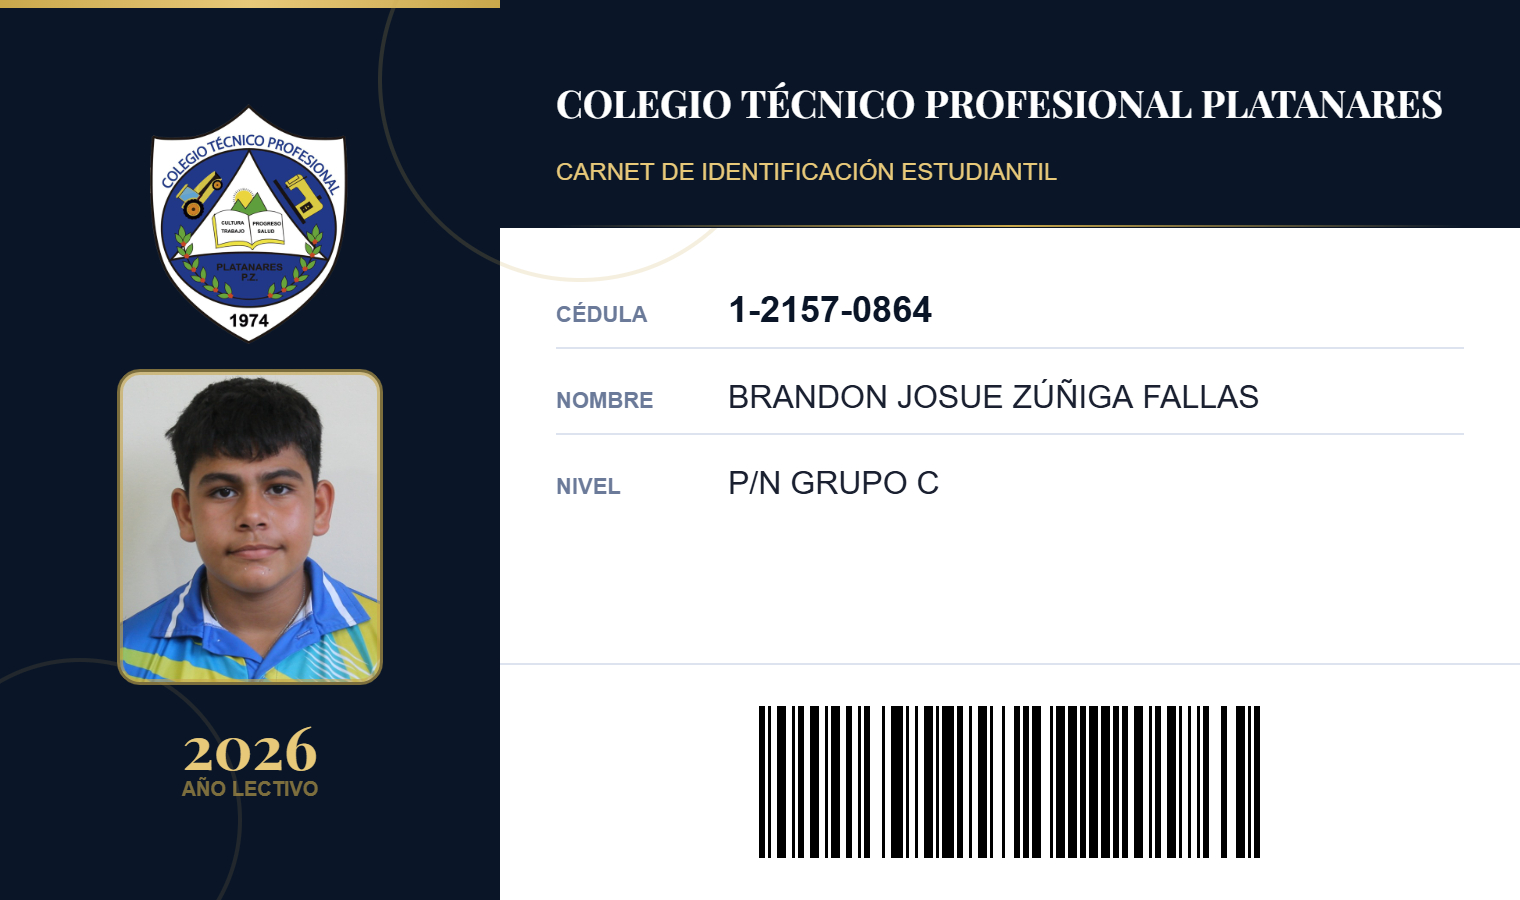 COLEGIO TÉCNICO PROFESIONAL PLATANARES
CARNET DE IDENTIFICACIÓN ESTUDIANTIL
COLEGIO TÉCNICO PROFESIONAL
CULTURA PROGRESO
TRABAJO SALUD
PLATANARES
P.Z.
1974
CÉDULA 1-2157-0864
NOMBRE BRANDON JOSUE ZÚÑIGA FALLAS
NIVEL P/N GRUPO C
2026
AÑO LECTIVO